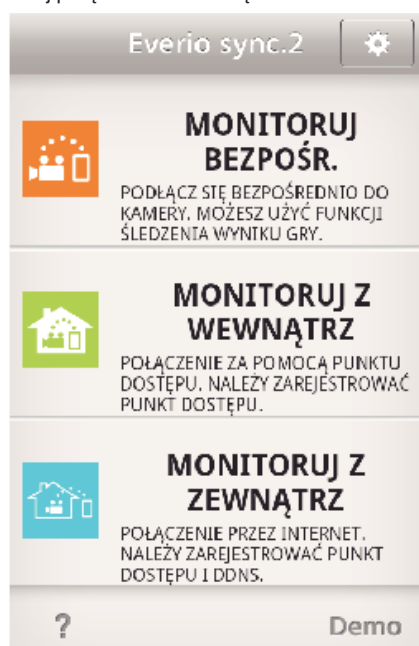 Everio sync.2
MONITORUJ
BEZPOŚR.
PODŁĄCZ SIĘ BEZPOŚREDNIO DO
KAMERY. MOŻESZ UŻYĆ FUNKCJI
ŚLEDZENIA WYNIKU GRY.
MONITORUJ Z
WEWNĄTRZ
POŁĄCZENIE ZA POMOCĄ PUNKTU
DOSTĘPU. NALEŻY ZAREJESTROWAĆ
PUNKT DOSTĘPU.
MONITORUJ Z
ZEWNĄTRZ
POŁĄCZENIE PRZEZ INTERNET.
NALEŻY ZAREJESTROWAĆ PUNKT
DOSTĘPU I DDNS.
? Demo